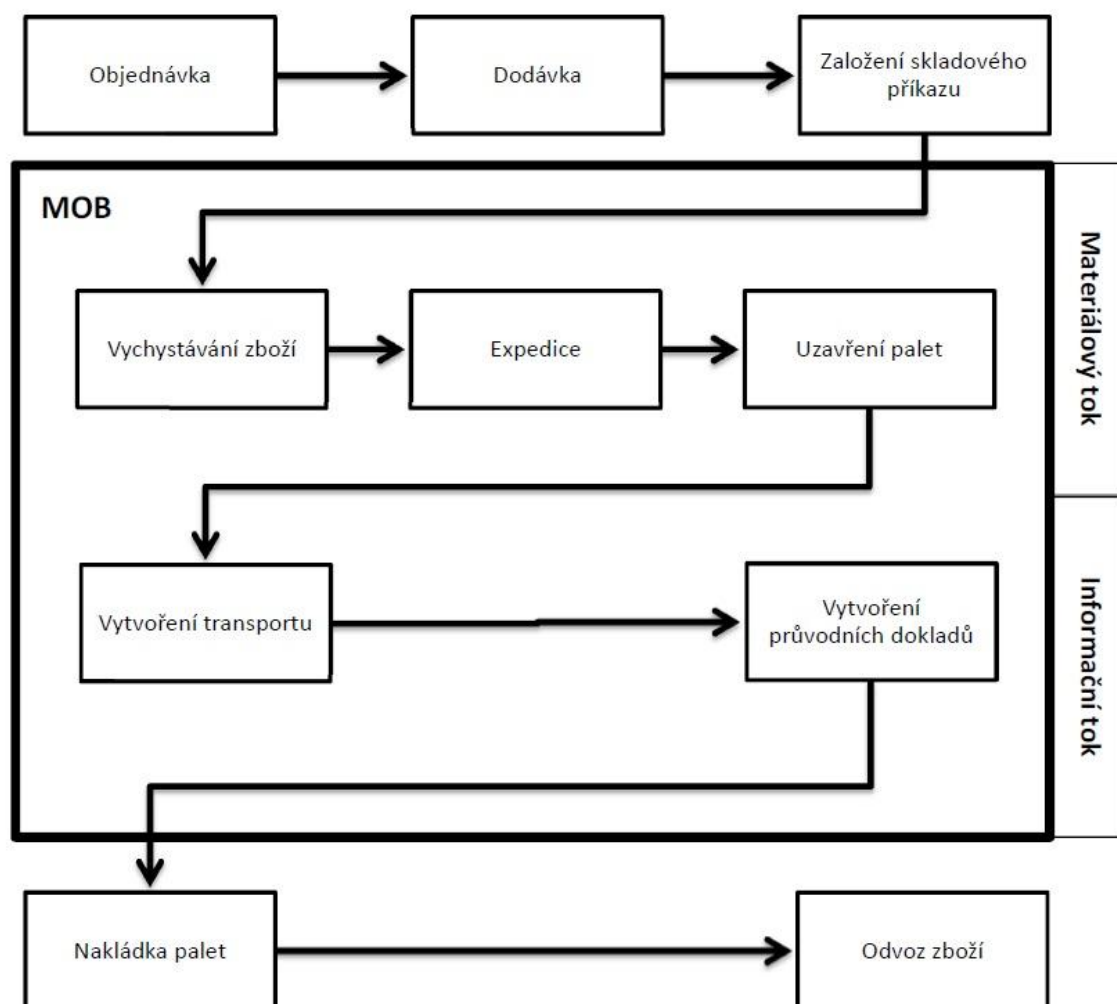 Objednávka
Dodávka
Založení skladového
příkazu
MOB
Materiálový tok
Vychystávání zboží
Expedice
Uzavření palet
Informační tok
Vytvoření transportu
Vytvoření
průvodních dokladů
Nakládka palet
Odvoz zboží